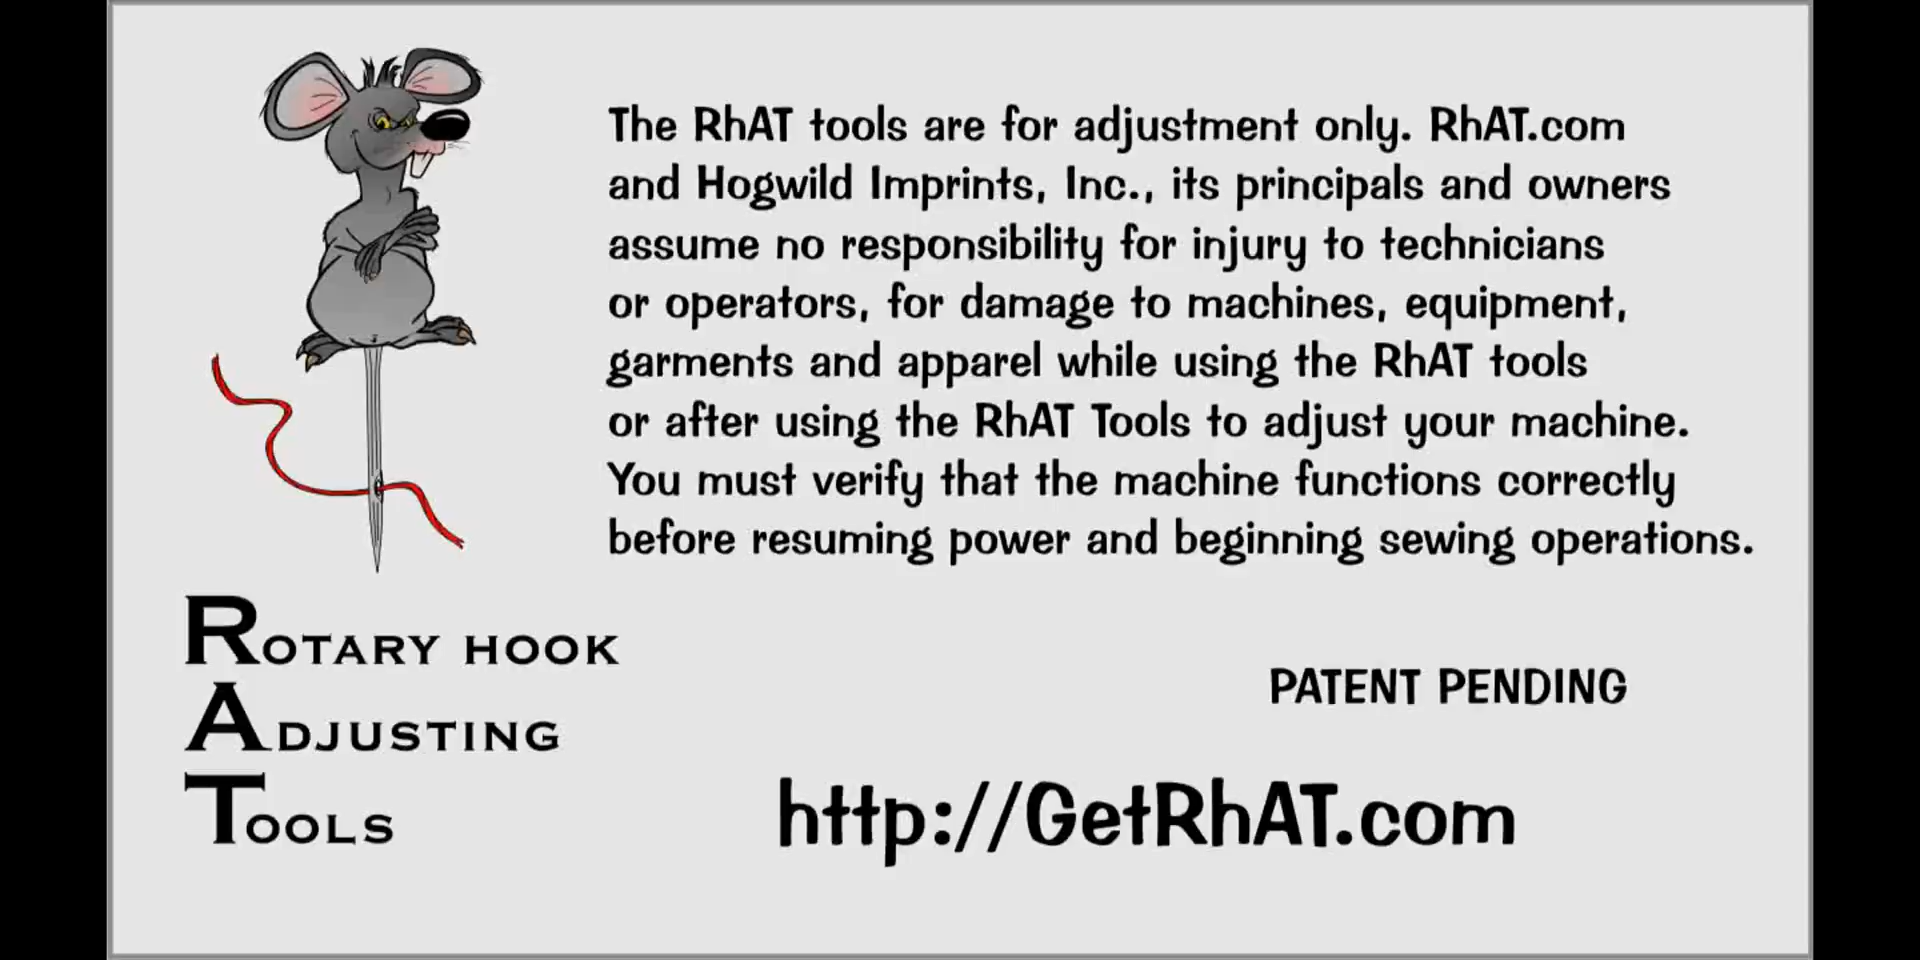 The RhAT tools are for adjustment only. RhAT.com
and Hogwild Imprints, Inc., its principals and owners
assume no responsibility for injury to technicians
or operators, for damage to machines, equipment,
garments and apparel while using the RhAT tools
or after using the RhAT Tools to adjust your machine.
You must verify that the machine functions correctly
before resuming power and beginning sewing operations.
ROTARY HOOK
ADJUSTING
TOOLS
PATENT PENDING
http://GetRhAT.com